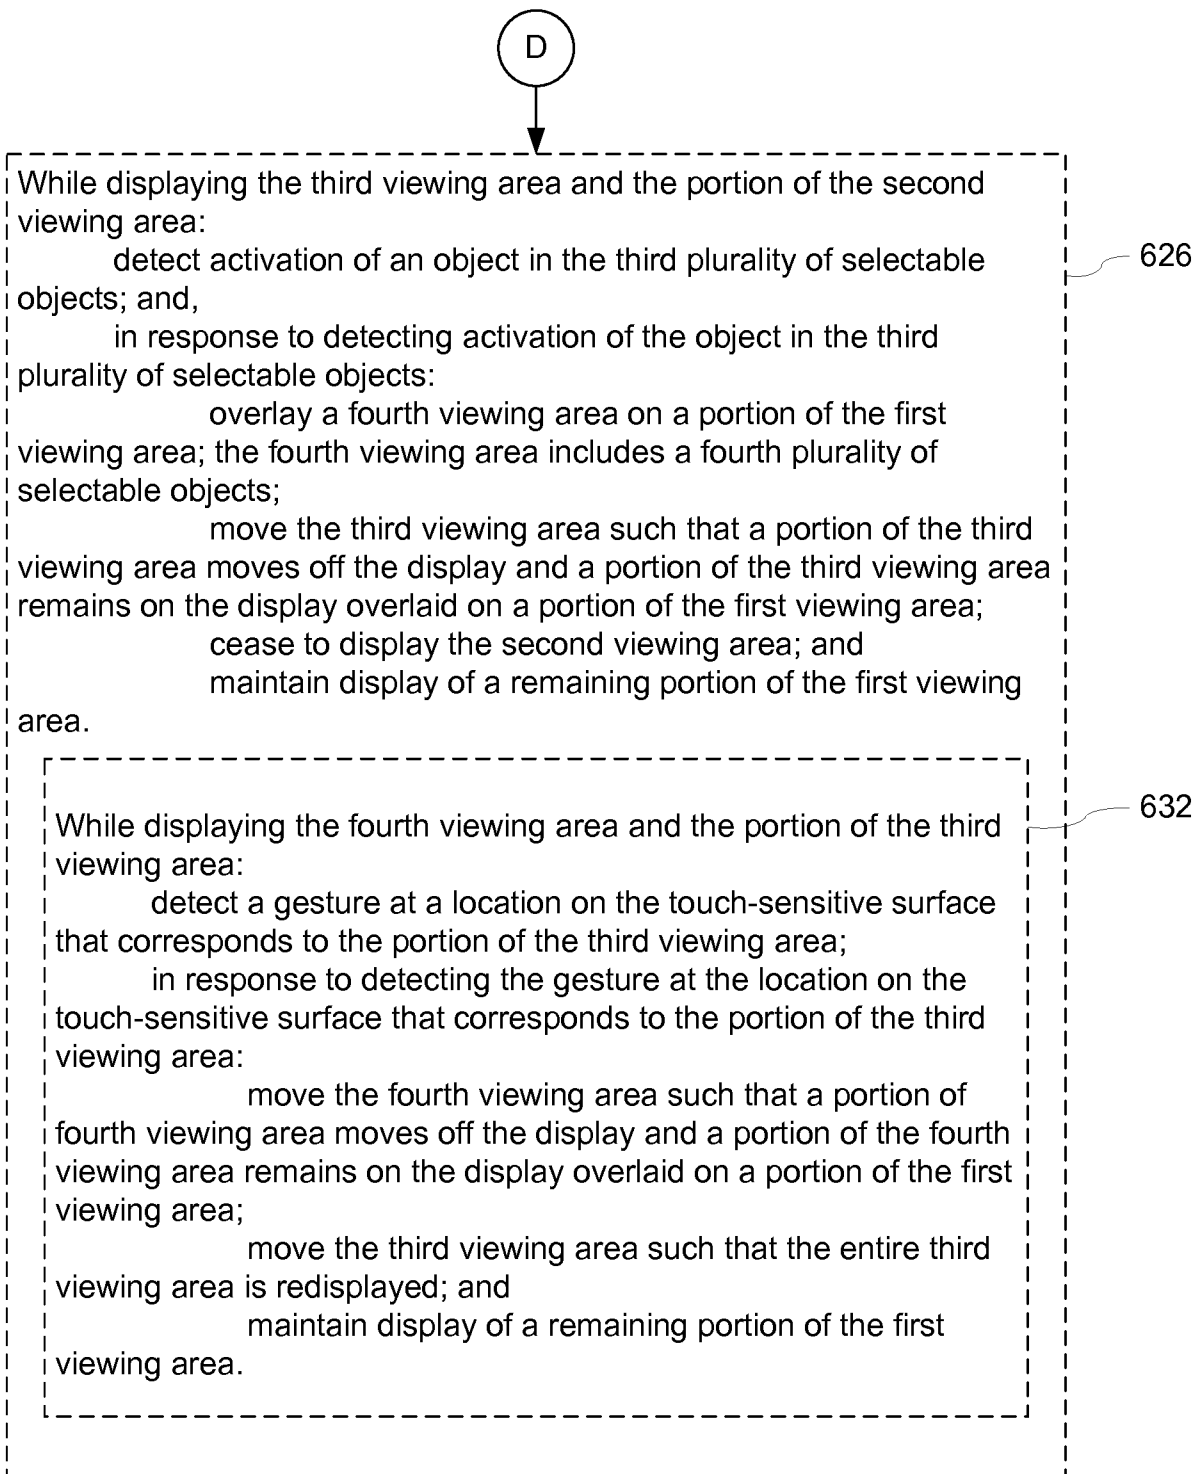 D
While displaying the third viewing area and the portion of the second
viewing area:
detect activation of an object in the third plurality of selectable
objects; and,
in response to detecting activation of the object in the third
plurality of selectable objects:
overlay a fourth viewing area on a portion of the first
viewing area; the fourth viewing area includes a fourth plurality of
selectable objects;
move the third viewing area such that a portion of the third
viewing area moves off the display and a portion of the third viewing area
remains on the display overlaid on a portion of the first viewing area;
cease to display the second viewing area; and
maintain display of a remaining portion of the first viewing
area.
626
While displaying the fourth viewing area and the portion of the third
viewing area:
detect a gesture at a location on the touch-sensitive surface
that corresponds to the portion of the third viewing area;
in response to detecting the gesture at the location on the
touch-sensitive surface that corresponds to the portion of the third
viewing area:
move the fourth viewing area such that a portion of
fourth viewing area moves off the display and a portion of the fourth
viewing area remains on the display overlaid on a portion of the first
viewing area;
move the third viewing area such that the entire third
viewing area is redisplayed; and
maintain display of a remaining portion of the first
viewing area.
632